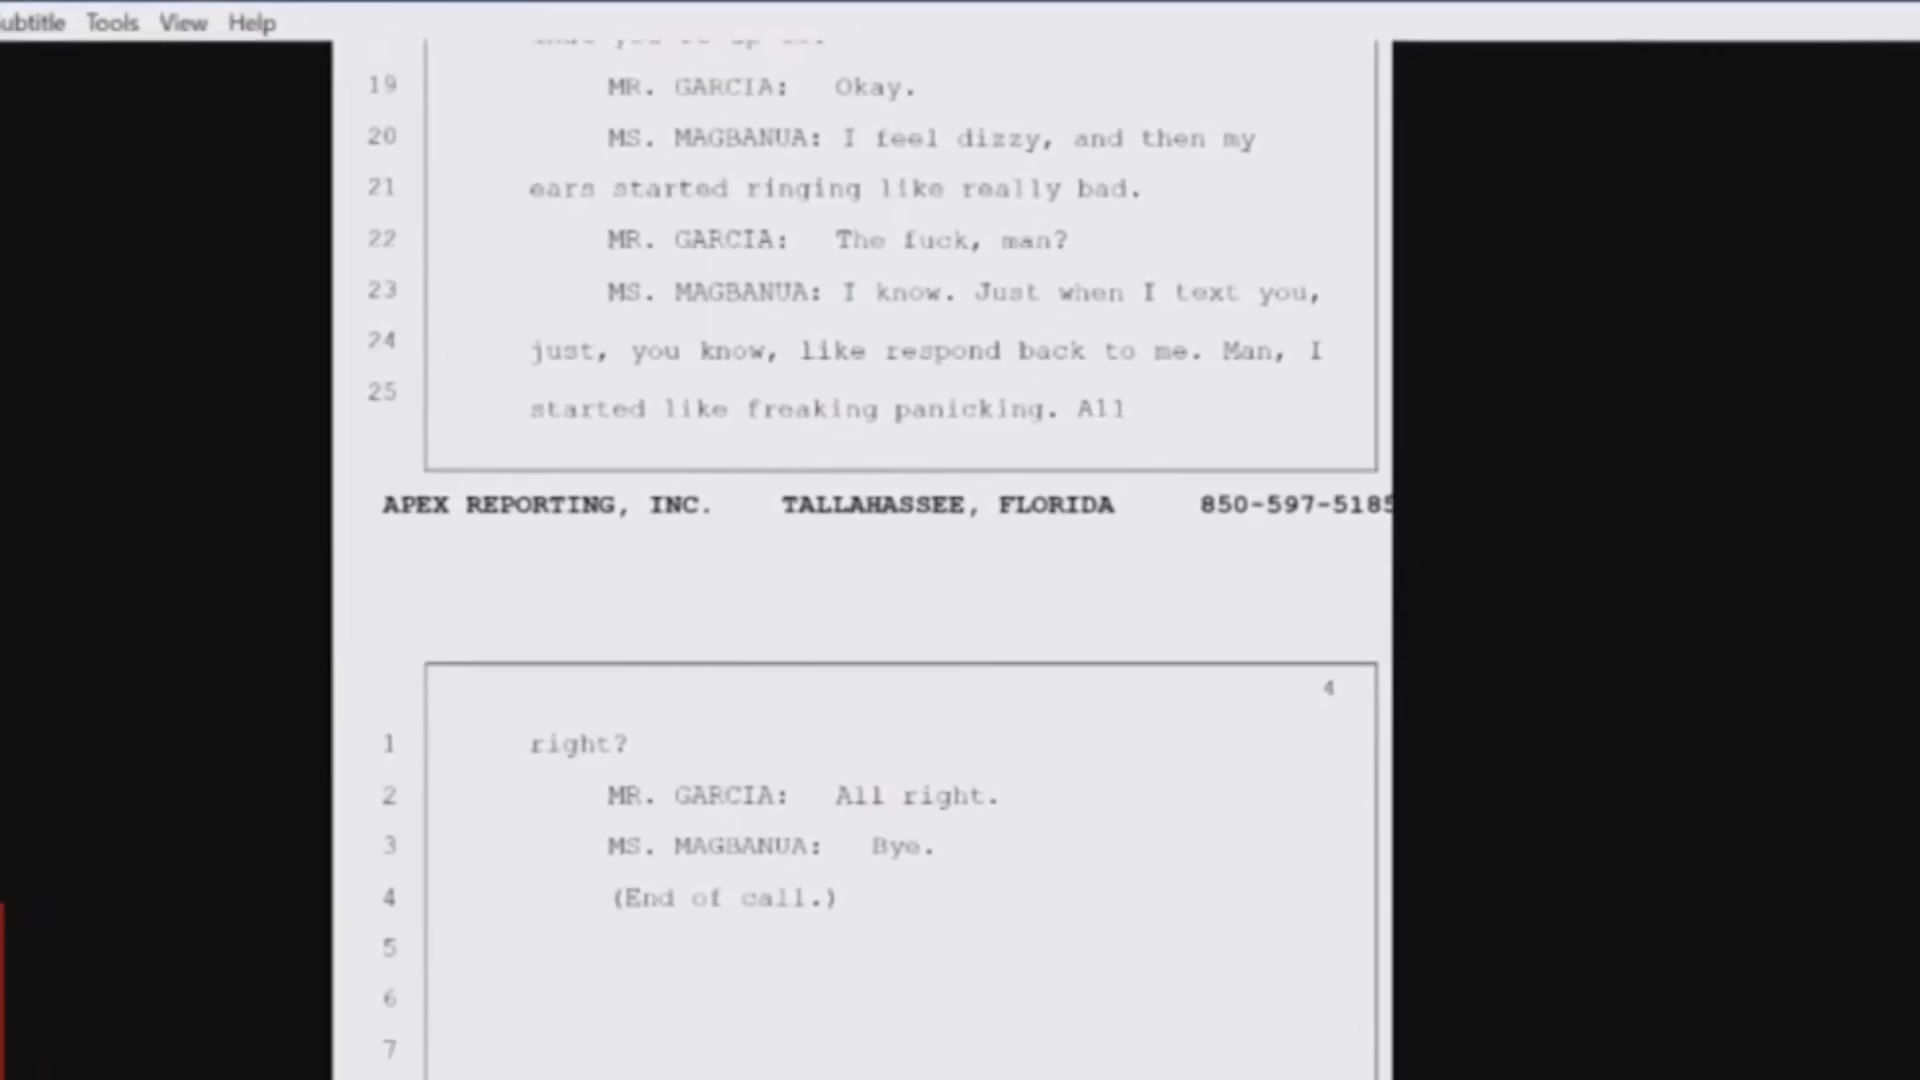 ubtitle Tools View Help
19 MR. GARCIA: Okay.
20 MS. MAGBANUA: I feel dizzy, and then my
21 ears started ringing like really bad.
22 MR. GARCIA: The fuck, man?
23 MS. MAGBANUA: I know. Just when I text you,
24 just, you know, like respond back to me. Man, I
25 started like freaking panicking. All
APEX REPORTING, INC. TALLAHASSEE, FLORIDA 850-597-5185
4
1 right?
2 MR. GARCIA: All right.
3 MS. MAGBANUA: Bye.
4 (End of call.)
5
6
7